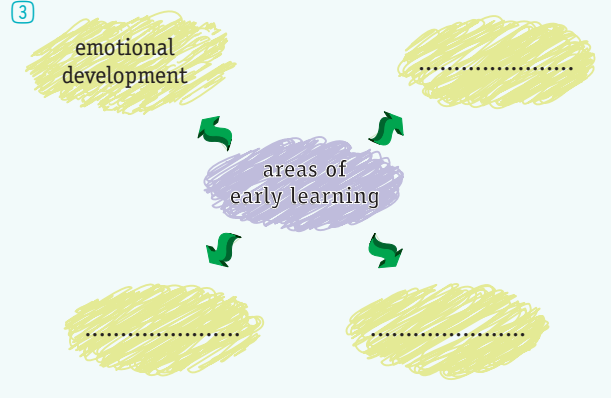 3
emotional
development
......................
areas of
early learning
......................
......................